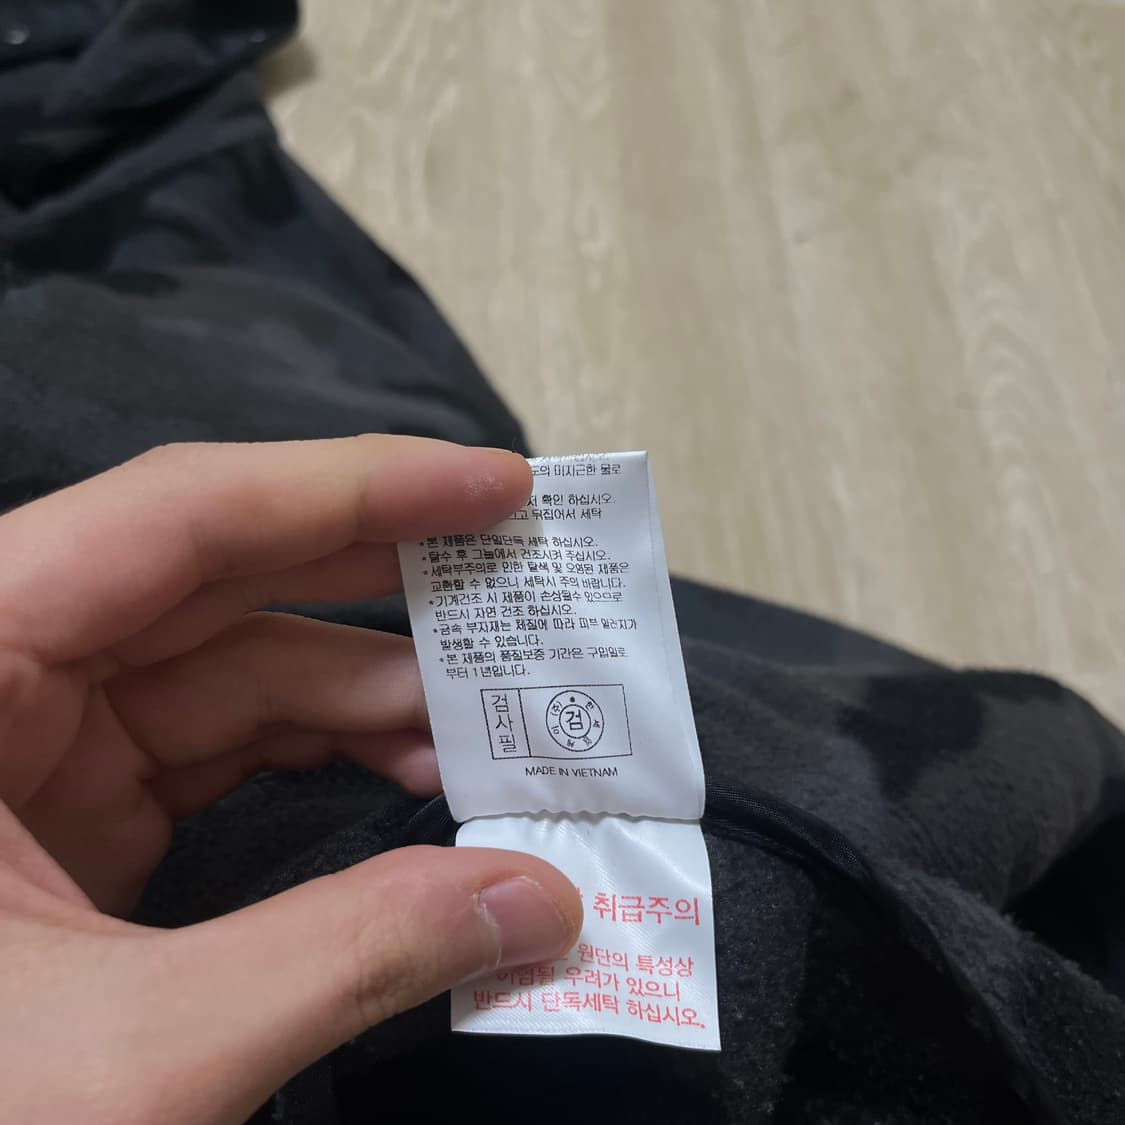 도의 미지근한 물로
확인 하십시오.
뒤집어서 세탁
*본 제품은 단일단독 세탁 하십시오.
*탈수 후 그늘에서 건조시켜 주십시오.
*세탁부주의로 인한 탈색 및 오염된 제품은
교환할 수 없으니 세탁시 주의 바랍니다.
*기계건조 시 제품이 손상될수 있으므로
반드시 자연 건조 하십시오.
*금속 부자재는 체질에 따라 피부 알러지가
발생할 수 있습니다.
*본 제품의 품질보증 기간은 구입일로
부터 1년입니다.
검사필
검
MADE IN VIETNAM
취급주의
원단의 특성상
우려가 있으니
반드시 단독세탁 하십시오.